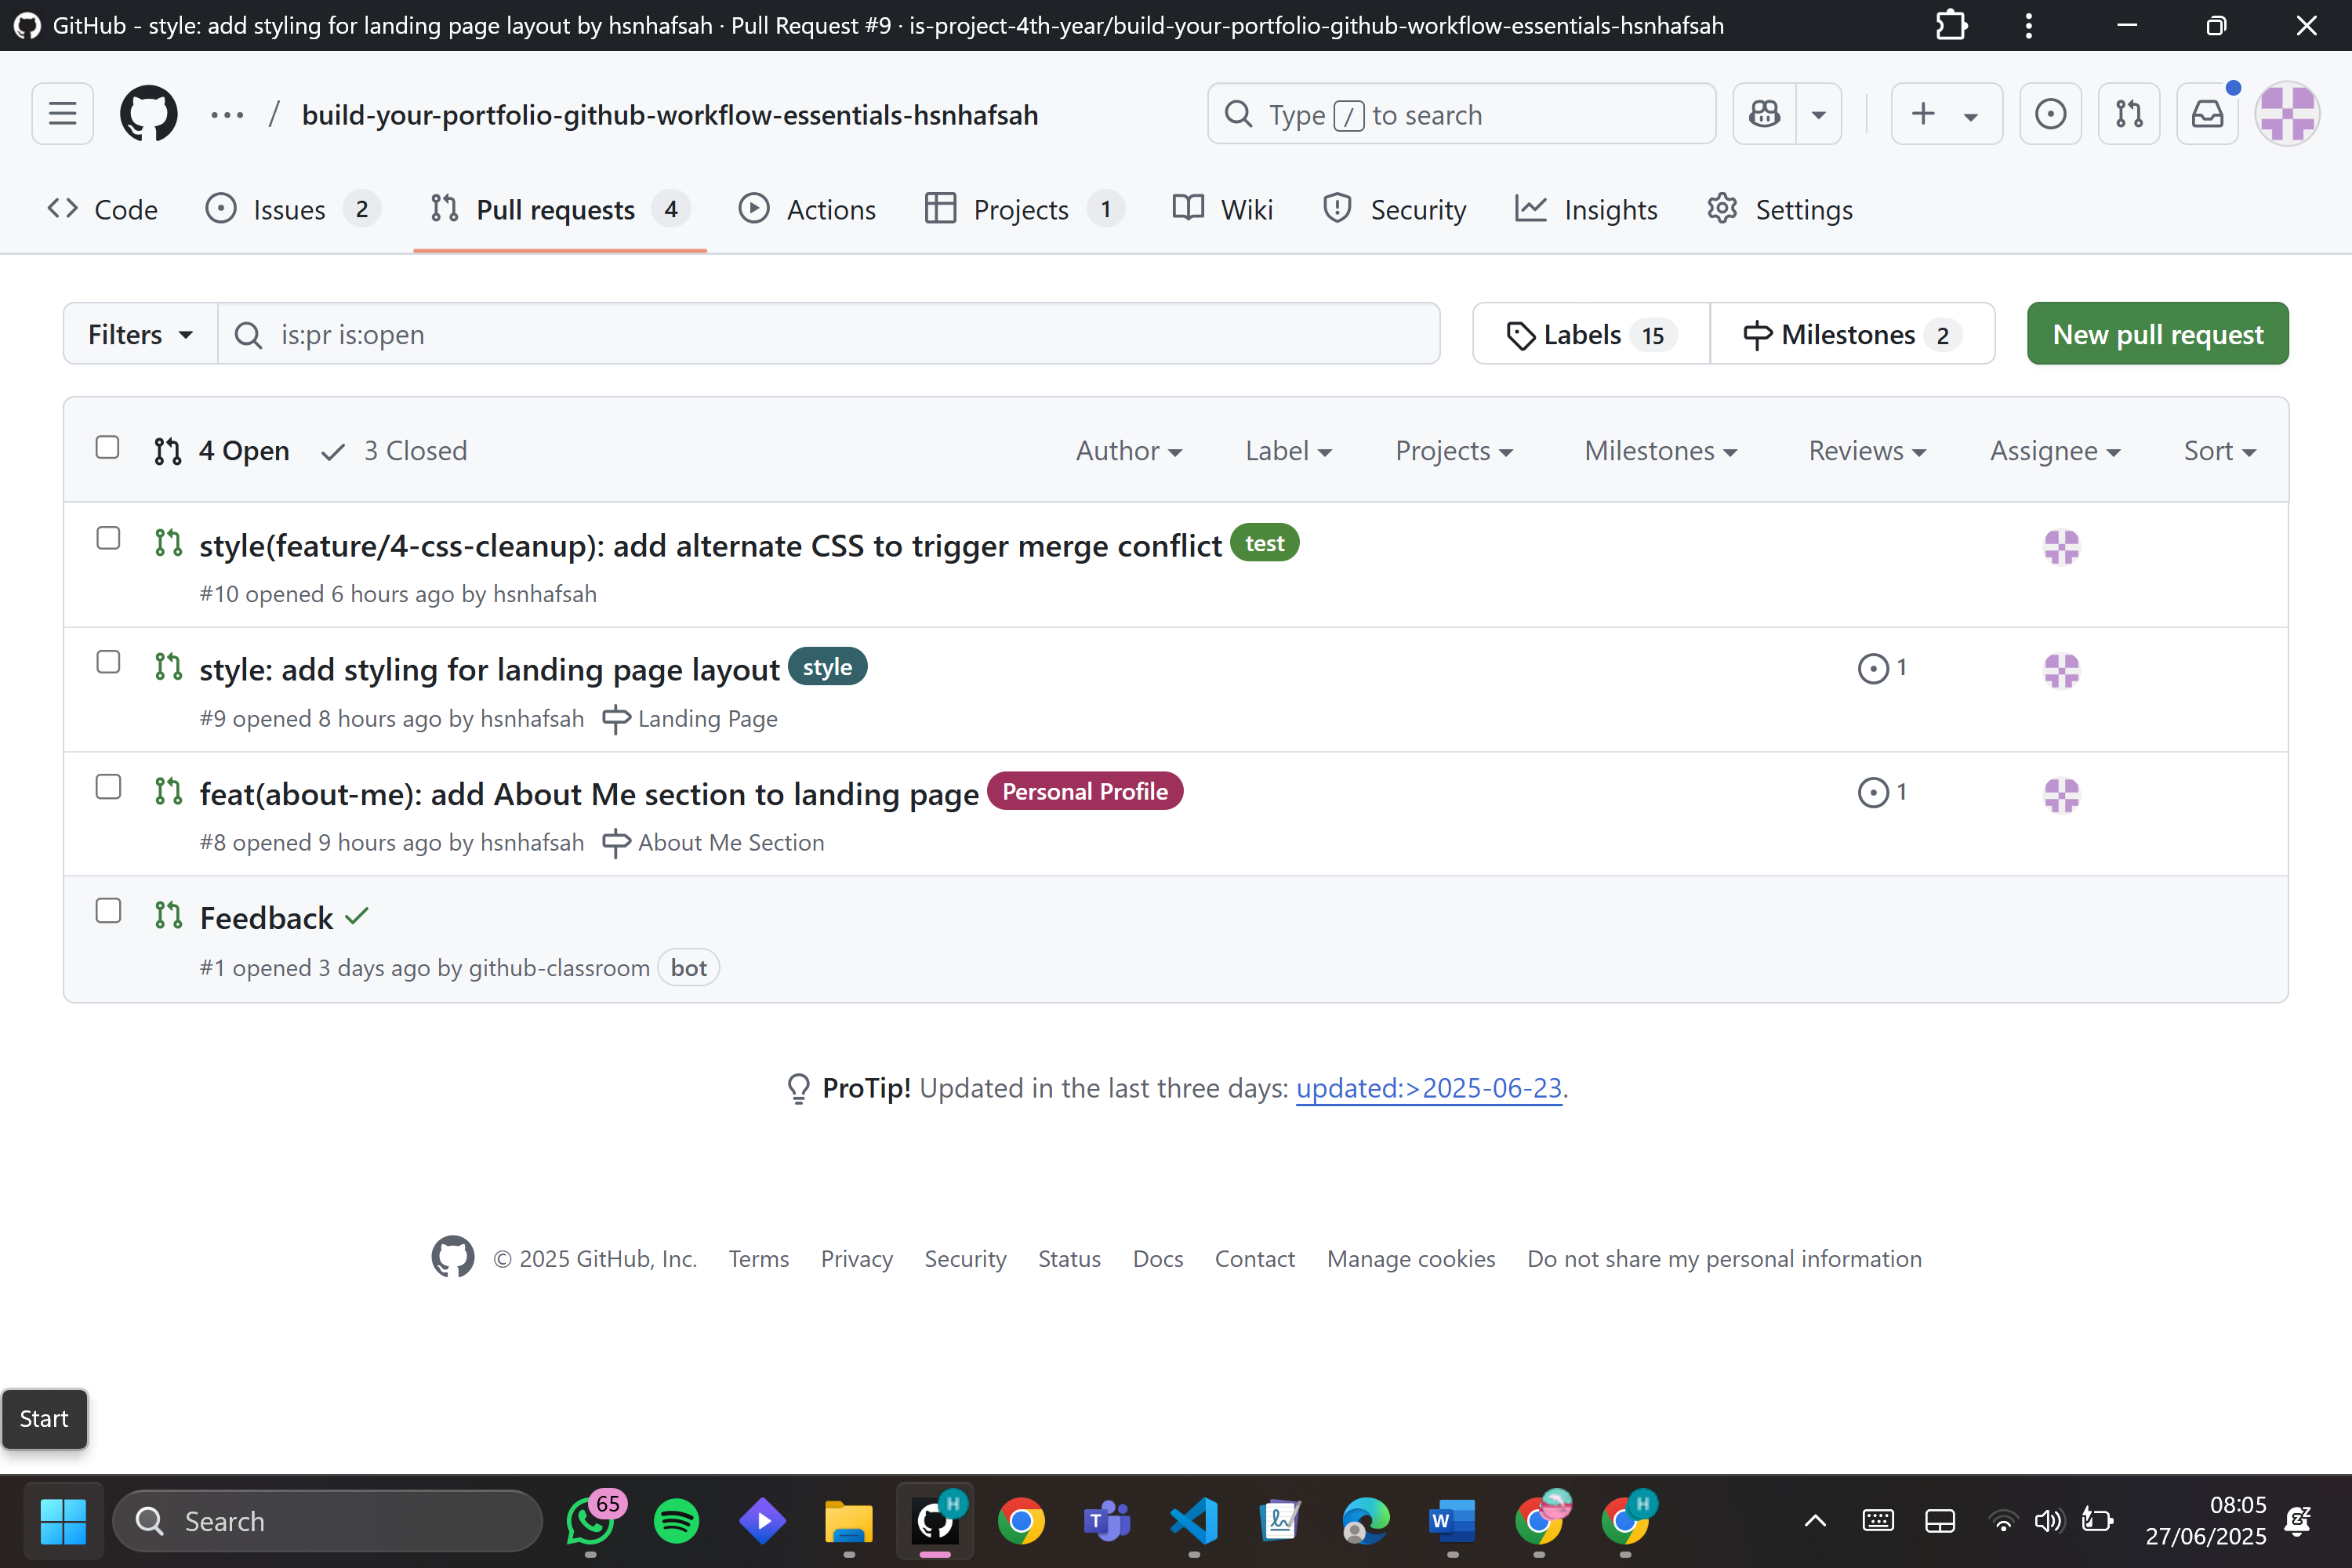 GitHub - style: add styling for landing page layout by hsnhafsah · Pull Request #9 · is-project-4th-year/build-your-portfolio-github-workflow-essentials-hsnhafsah
··· / build-your-portfolio-github-workflow-essentials-hsnhafsah
Type / to search
Code Issues 2 Pull requests 4 Actions Projects 1 Wiki Security Insights Settings
Filters is:pr is:open Labels 15 Milestones 2 New pull request
4 Open 3 Closed Author Label Projects Milestones Reviews Assignee Sort
style(feature/4-css-cleanup): add alternate CSS to trigger merge conflict test
#10 opened 6 hours ago by hsnhafsah
style: add styling for landing page layout style 1
#9 opened 8 hours ago by hsnhafsah Landing Page
feat(about-me): add About Me section to landing page Personal Profile 1
#8 opened 9 hours ago by hsnhafsah About Me Section
Feedback
#1 opened 3 days ago by github-classroom bot
ProTip! Updated in the last three days: updated:>2025-06-23.
© 2025 GitHub, Inc. Terms Privacy Security Status Docs Contact Manage cookies Do not share my personal information
Start
Search
65
H
T
W
H
08:05
27/06/2025